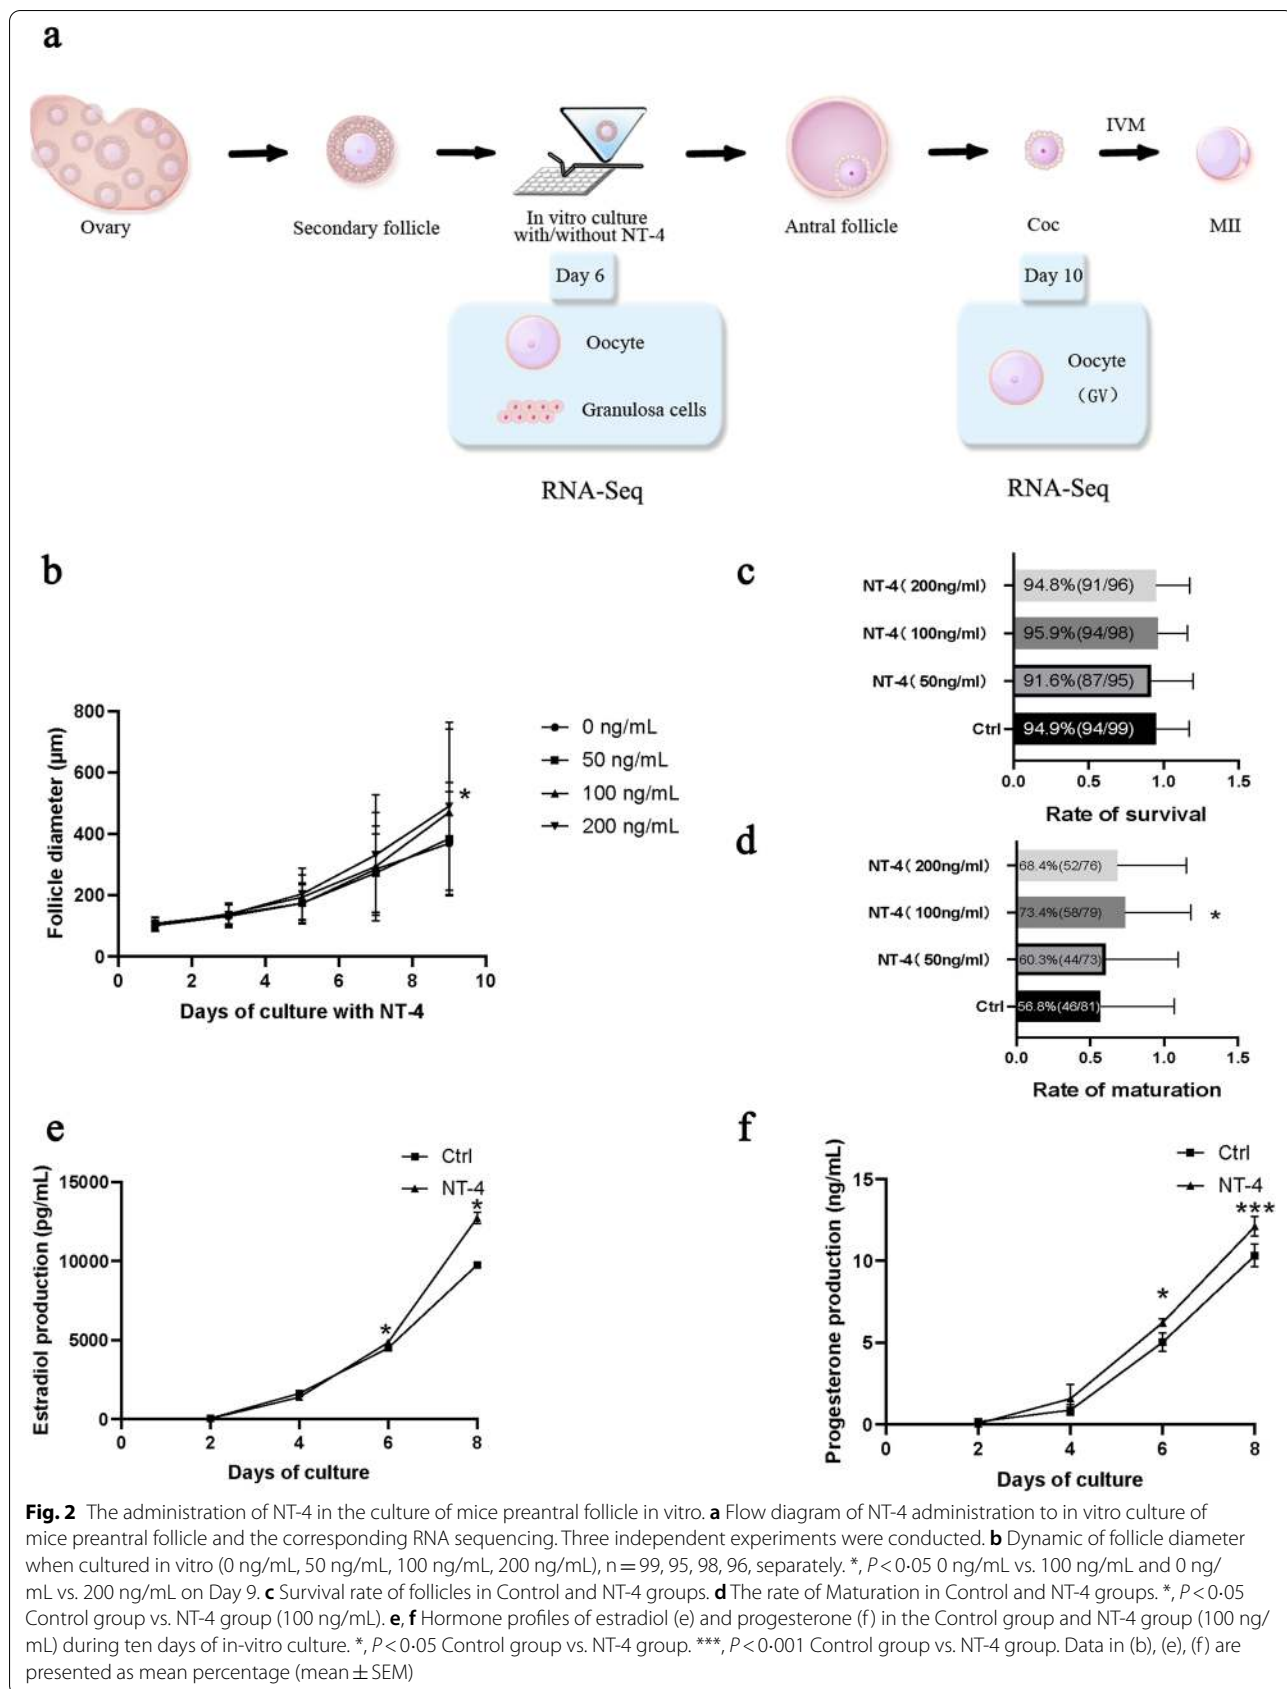 a
IVM
Ovary
Secondary follicle
In vitro culture
with/without NT-4
Antral follicle
Coc
MII
Day 6
Day 10
Oocyte
Granulosa cells
Oocyte
(GV)
RNA-Seq
RNA-Seq
b
800
600
400
200
0
0 2 4 6 8 10
Follicle diameter (µm)
Days of culture with NT-4
*
0 ng/mL
50 ng/mL
100 ng/mL
200 ng/mL
c
NT-4( 200ng/ml) 94.8%(91/96)
NT-4( 100ng/ml) 95.9%(94/98)
NT-4( 50ng/ml) 91.6%(87/95)
Ctrl 94.9%(94/99)
0.0 0.5 1.0 1.5
Rate of survival
d
NT-4( 200ng/ml) 68.4%(52/76)
NT-4( 100ng/ml) 73.4%(58/79) *
NT-4( 50ng/ml) 60.3%(44/73)
Ctrl 56.8%(46/81)
0.0 0.5 1.0 1.5
Rate of maturation
e
Ctrl
NT-4
15000
10000
5000
0
0 2 4 6 8
Estradiol production (pg/mL)
Days of culture
*
*
f
Ctrl
NT-4
15
10
5
0
0 2 4 6 8
Progesterone production (ng/mL)
Days of culture
*
***
Fig. 2 The administration of NT-4 in the culture of mice preantral follicle in vitro. a Flow diagram of NT-4 administration to in vitro culture of
mice preantral follicle and the corresponding RNA sequencing. Three independent experiments were conducted. b Dynamic of follicle diameter
when cultured in vitro (0 ng/mL, 50 ng/mL, 100 ng/mL, 200 ng/mL), n = 99, 95, 98, 96, separately. *, P < 0·05 0 ng/mL vs. 100 ng/mL and 0 ng/
mL vs. 200 ng/mL on Day 9. c Survival rate of follicles in Control and NT-4 groups. d The rate of Maturation in Control and NT-4 groups. *, P < 0·05
Control group vs. NT-4 group (100 ng/mL). e, f Hormone profiles of estradiol (e) and progesterone (f) in the Control group and NT-4 group (100 ng/
mL) during ten days of in-vitro culture. *, P < 0·05 Control group vs. NT-4 group. ***, P < 0·001 Control group vs. NT-4 group. Data in (b), (e), (f) are
presented as mean percentage (mean ± SEM)